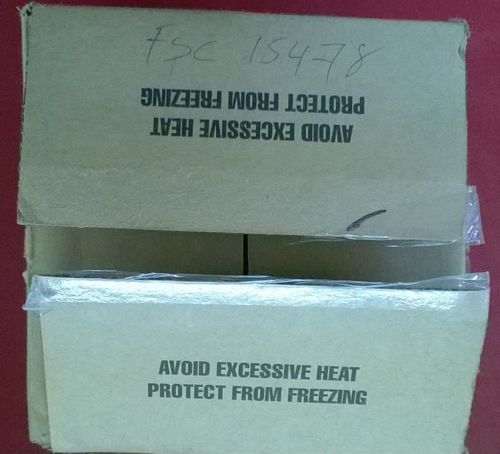 FSC 15478
AVOID EXCESSIVE HEAT
PROTECT FROM FREEZING
AVOID EXCESSIVE HEAT
PROTECT FROM FREEZING